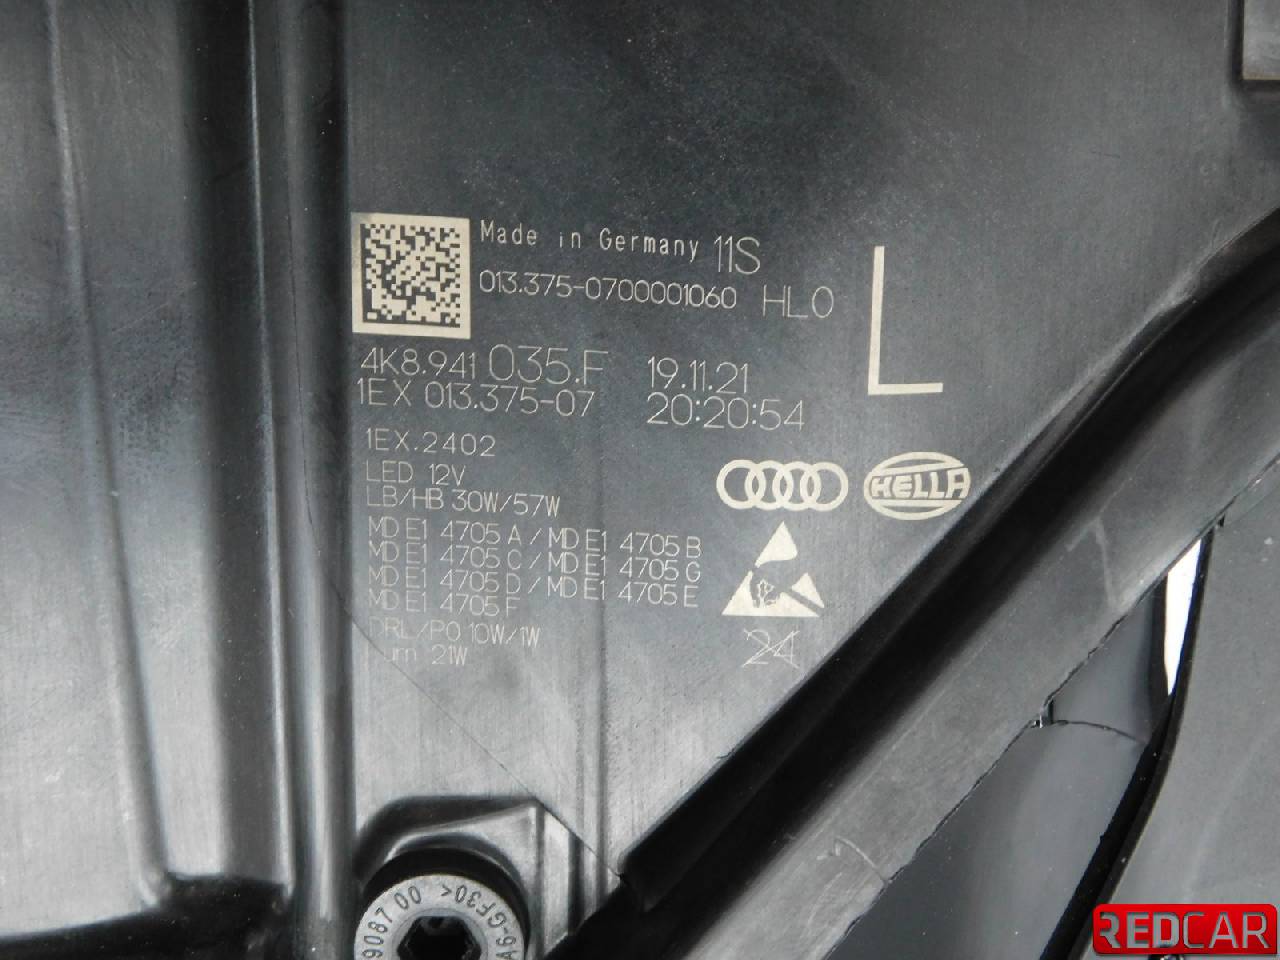 Made in Germany 11S
013.375-0700001060 HL0
L
4K8.941 035.F 19.11.21
1EX 013.375-07 20:20:54
1EX.2402
LED 12V
LB/HB 30W/57W
HELLA
MD E1 4705 A / MD E1 4705 B
MD E1 4705 C / MD E1 4705 G
MD E1 4705 D / MD E1 4705 E
MD E1 4705 F
DRL/PO 10W/1W
21W
24
9087 00 GF30<
REDCAR